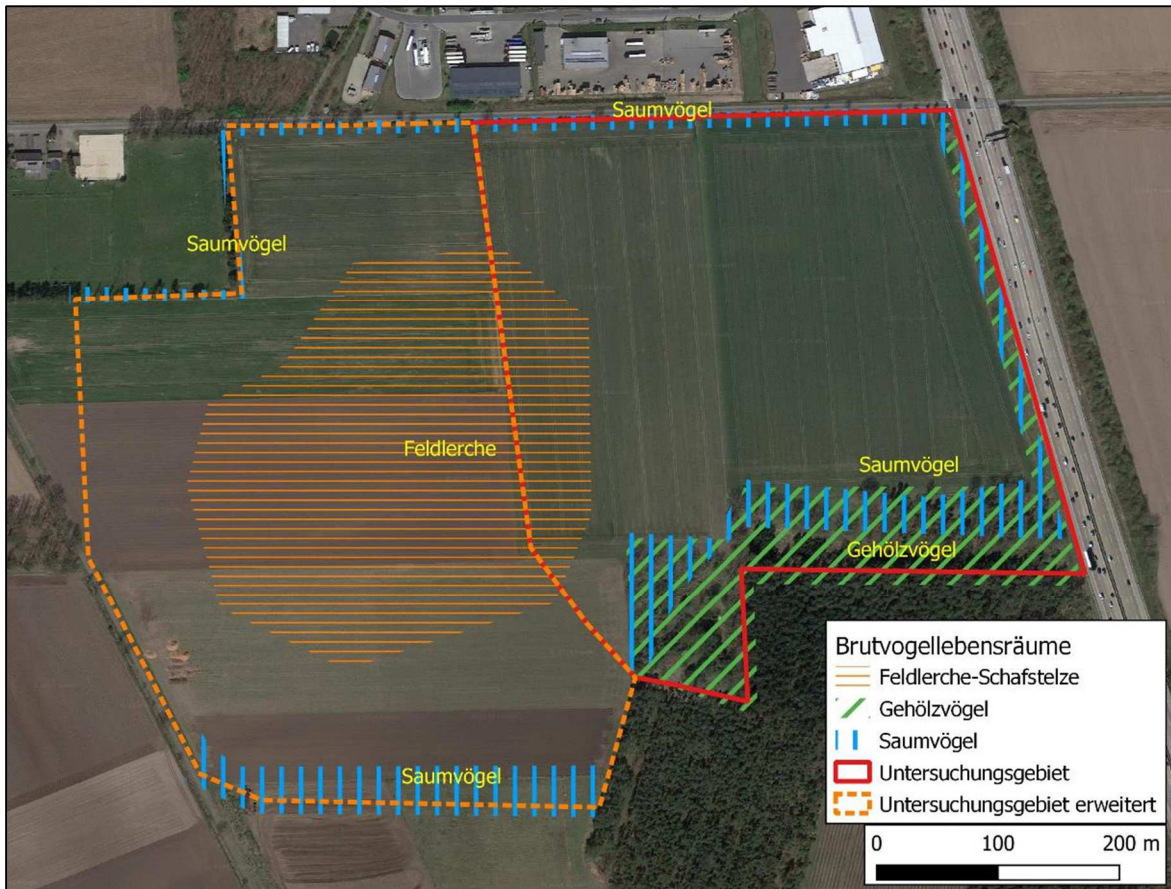 Saumvögel
Saumvögel
Feldlerche
Saumvögel
Gehölzvögel
Saumvögel
Brutvogellebensräume
Feldlerche-Schafstelze
Gehölzvögel
Saumvögel
Untersuchungsgebiet
Untersuchungsgebiet erweitert
0 100 200 m